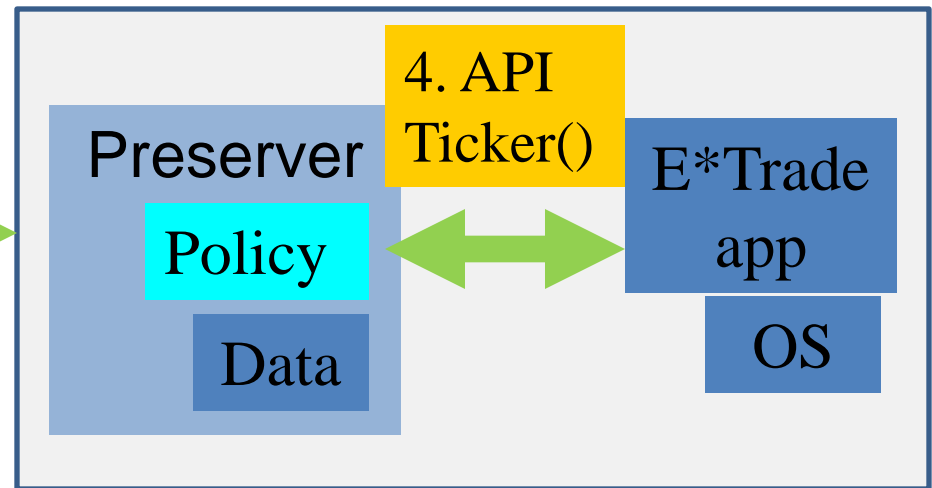 4. API
Ticker()
Preserver
Policy
Data
E*Trade
app
OS